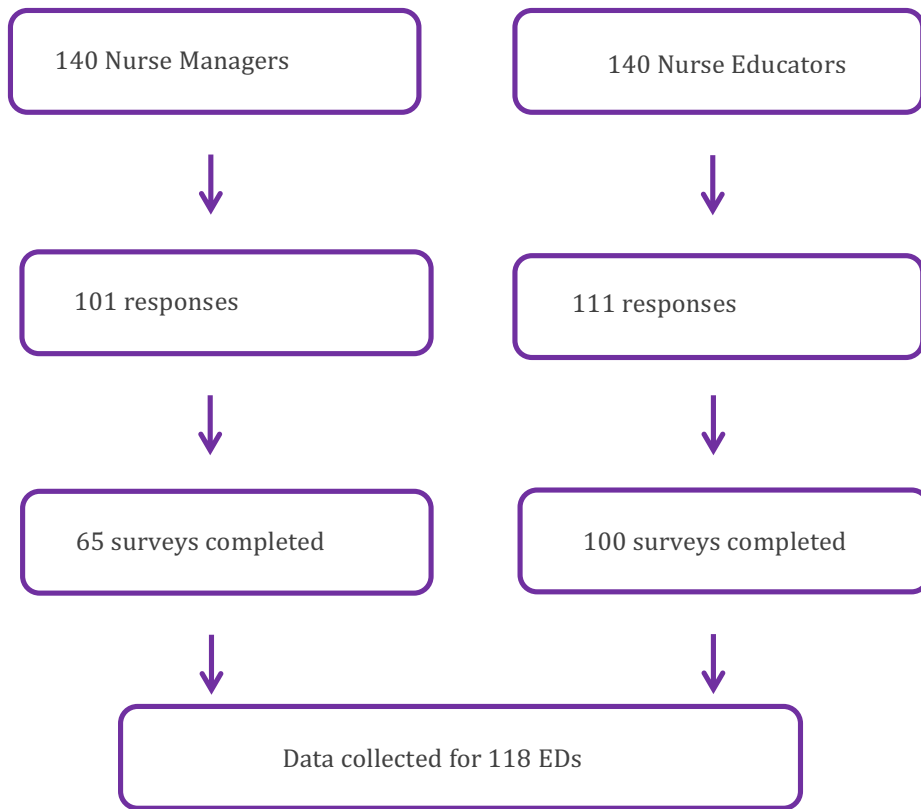 140 Nurse Managers
140 Nurse Educators
101 responses
111 responses
65 surveys completed
100 surveys completed
Data collected for 118 EDs